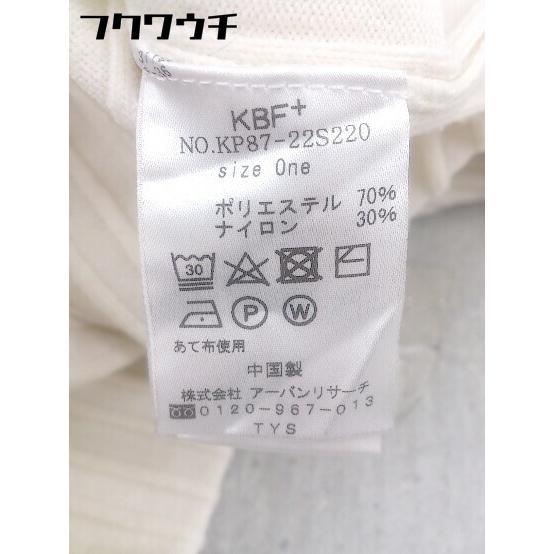 フクワウチ
KBF+
NO.KP87-22S220
size One
ポリエステル 70%
ナイロン 30%
30
P W
あて布使用
中国製
株式会社 アーバンリサーチ
0120-967-013
TYS